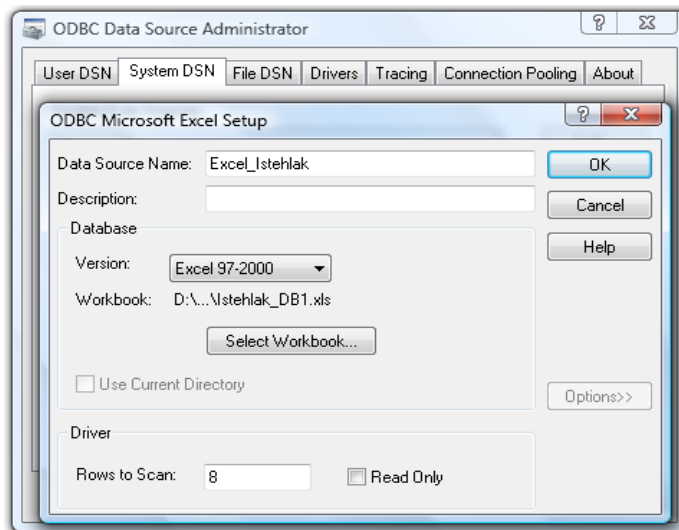 ODBC Data Source Administrator
User DSN System DSN File DSN Drivers Tracing Connection Pooling About
ODBC Microsoft Excel Setup
Data Source Name: Excel_Istehlak OK
Description: Cancel
Database Help
Version: Excel 97-2000
Workbook: D:\...\Istehlak_DB1.xls
Select Workbook...
Use Current Directory
Options>>
Driver
Rows to Scan: 8 Read Only